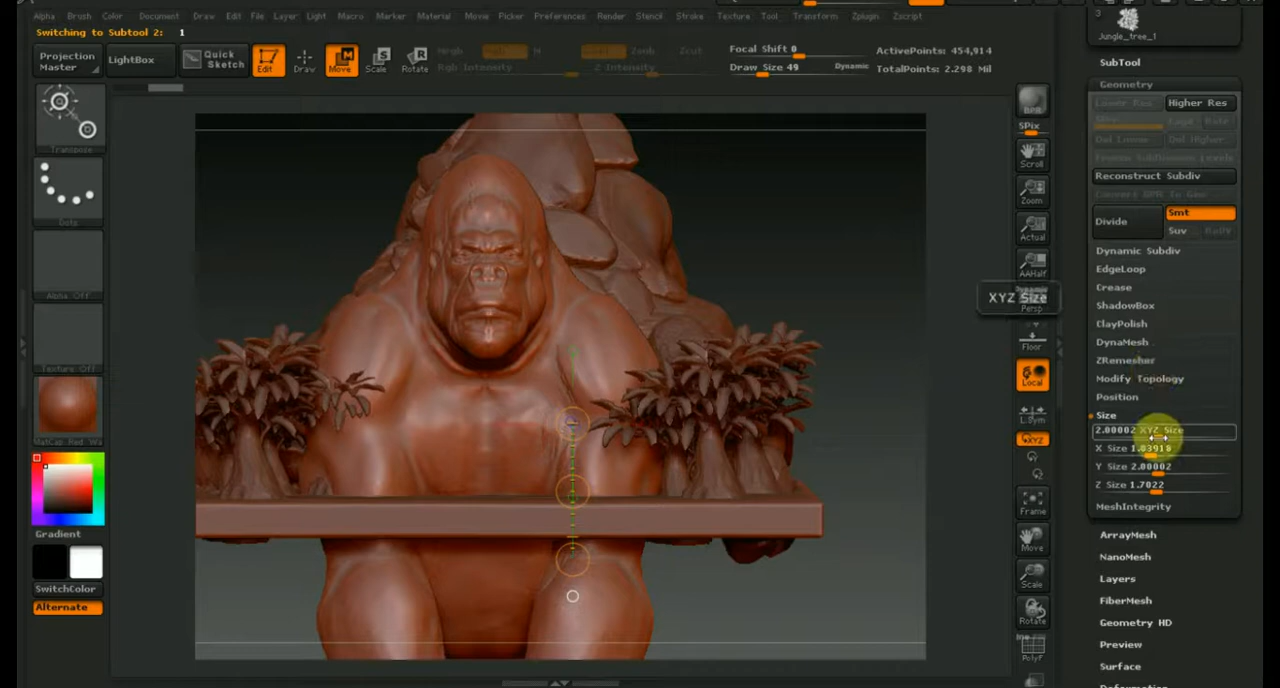 Alpha Brush Color Document Draw Edit File Layer Light Macro Marker Material Movie Picker Preferences Render Stencil Stroke Texture Tool Transform Zplugin Zscript
Switching to Subtool 2: 1
Projection Master
LightBox
Quick Sketch
Edit
Draw
Move
Scale
Rotate
Mrgb
M
Zsub
Zcut
Rgb Intensity
Z Intensity
Focal Shift 0
Draw Size 49
Dynamic
ActivePoints: 454,914
TotalPoints: 2.298 Mil
Transpose
Dots
Alpha Off
Texture Off
MatCap Red Wa
Gradient
SwitchColor
Alternate
BPR
SPix
Scroll
Zoom
Actual
AAHalf
Dynamic
Persp
Floor
Local
L.Sym
XYZ
Frame
Move
Scale
Rotate
PolyF
XYZ Size
3
Jungle_tree_1
SubTool
Geometry
Lower Res
Higher Res
Del Lower
Del Higher
Freeze SubDivision Levels
Reconstruct Subdiv
Convert BPR To Geo
Divide
Smt
Suv
Dynamic Subdiv
EdgeLoop
Crease
ShadowBox
ClayPolish
DynaMesh
ZRemesher
Modify Topology
Position
Size
2.00002 XYZ Size
X Size 1.83918
Y Size 2.00002
Z Size 1.7022
MeshIntegrity
ArrayMesh
NanoMesh
Layers
FiberMesh
Geometry HD
Preview
Surface
Deformation